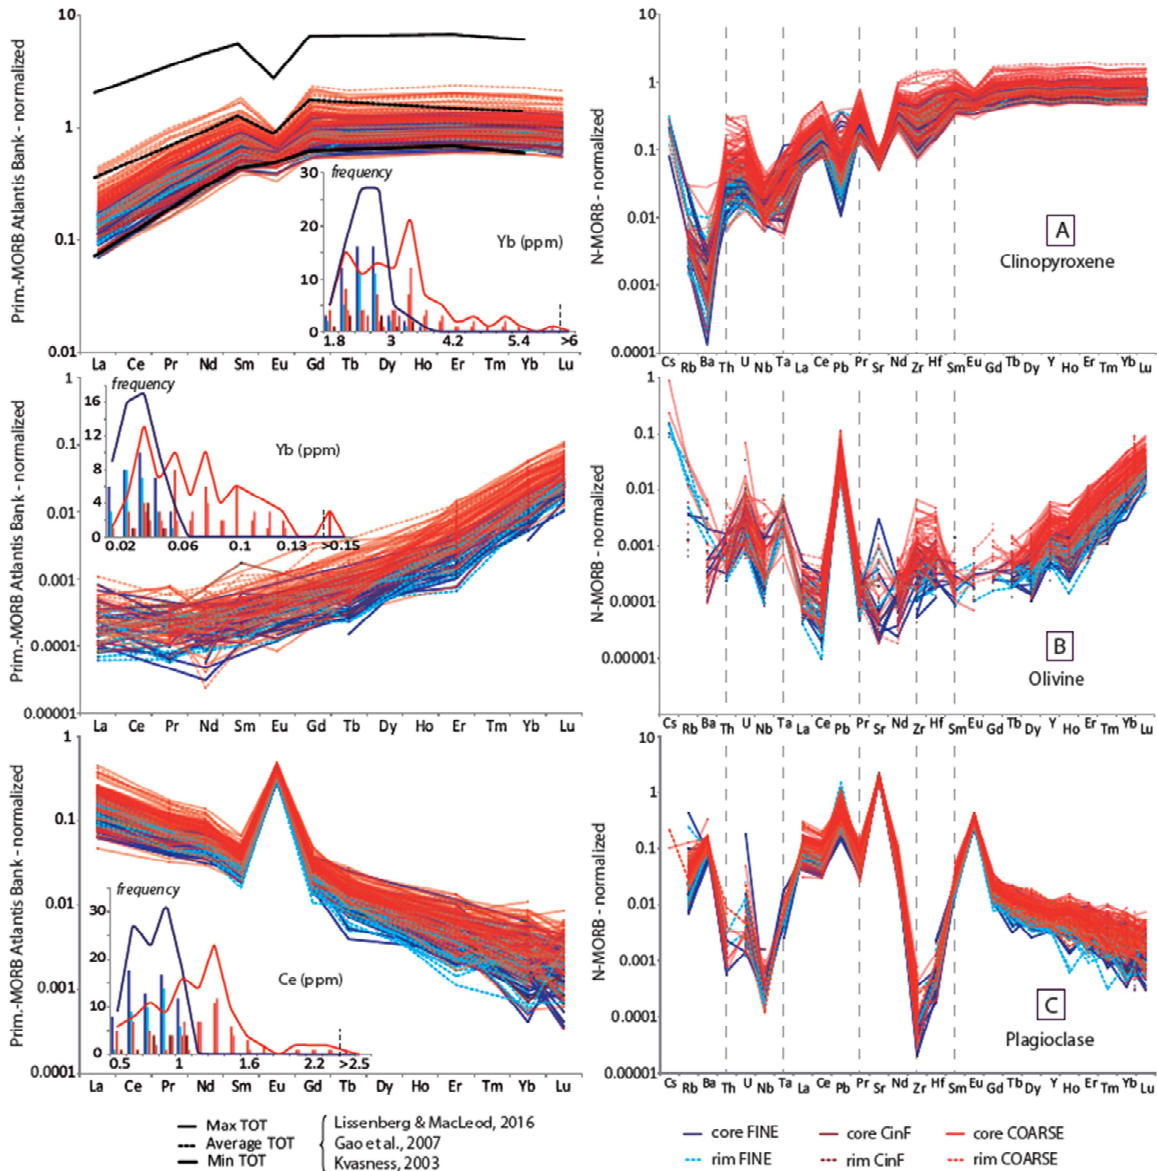 Prim.-MORB Atlantis Bank - normalized
10
1
0.1
0.01
frequency
30
20
10
0
Yb (ppm)
1.8 3 4.2 5.4 >6
La Ce Pr Nd Sm Eu Gd Tb Dy Ho Er Tm Yb Lu
N-MORB - normalized
10
1
0.1
0.01
0.001
0.0001
A
Clinopyroxene
Cs Rb Ba Th U Nb Ta La Ce Pb Pr Sr Nd Zr Hf Sm Eu Gd Tb Dy Y Ho Er Tm Yb Lu
Prim.-MORB Atlantis Bank - normalized
1
0.1
0.01
0.001
0.0001
0.00001
frequency
16
12
8
4
0
Yb (ppm)
0.02 0.06 0.1 0.13 >0.15
La Ce Pr Nd Sm Eu Gd Tb Dy Ho Er Tm Yb Lu
N-MORB - normalized
1
0.1
0.01
0.001
0.0001
0.00001
B
Olivine
Cs Rb Ba Th U Nb Ta La Ce Pb Pr Sr Nd Zr Hf Sm Eu Gd Tb Dy Y Ho Er Tm Yb Lu
Prim.-MORB Atlantis Bank - normalized
1
0.1
0.01
0.001
0.0001
frequency
30
20
10
0
Ce (ppm)
0.5 1 1.6 2.2 >2.5
La Ce Pr Nd Sm Eu Gd Tb Dy Ho Er Tm Yb Lu
N-MORB - normalized
10
1
0.1
0.01
0.001
0.0001
0.00001
C
Plagioclase
Cs Rb Ba Th U Nb Ta La Ce Pb Pr Sr Nd Zr Hf Sm Eu Gd Tb Dy Y Ho Er Tm Yb Lu
Max TOT
Average TOT
Min TOT
Lissenberg & MacLeod, 2016
Gao et al., 2007
Kvasness, 2003
core FINE core CinF core COARSE
rim FINE rim CinF rim COARSE